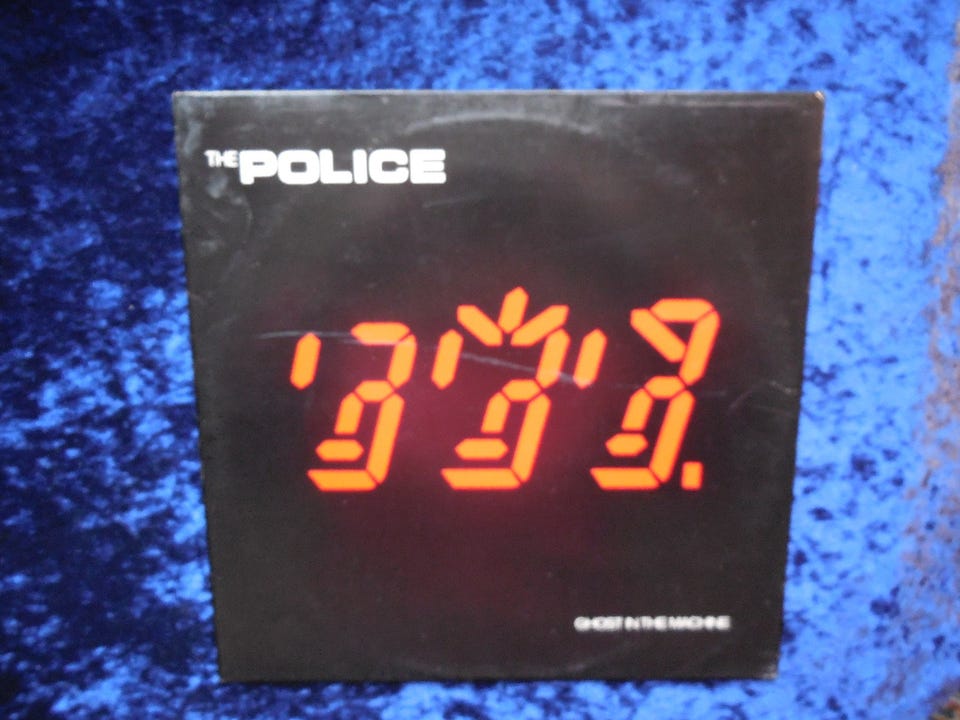 THE POLICE
GHOST IN THE MACHINE